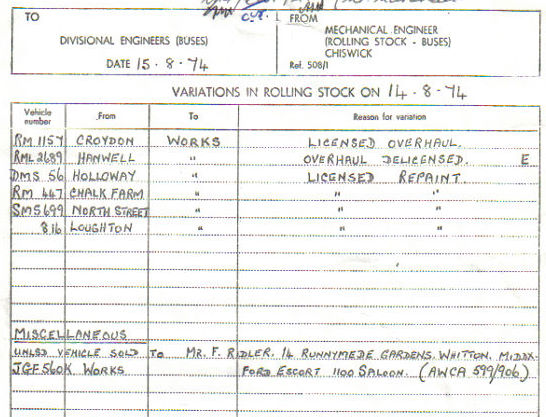 CUT.
TO
FROM
DIVISIONAL ENGINEERS (BUSES)
MECHANICAL ENGINEER
(ROLLING STOCK - BUSES)
CHISWICK
DATE 15 . 8 . 74
Ref. 508/1
VARIATIONS IN ROLLING STOCK ON 14 . 8 . 74
Vehicle number From To Reason for variation
RM 1157 CROYDON WORKS LICENSED OVERHAUL.
RML 2689 HANWELL " OVERHAUL DELICENSED. E
DMS 56 HOLLOWAY " LICENSED REPAINT.
RM 447 CHALK FARM " " "
SMS 699 NORTH STREET " " "
816 LOUGHTON " " "
MISCELLANEOUS
UNLSD VEHICLE SOLD TO MR. F. RIDLER, 14 RUNNYMEDE GARDENS, WHITTON, MIDDX.
JGF 560K WORKS FORD ESCORT 1100 SALOON. (AWCA 599/906)